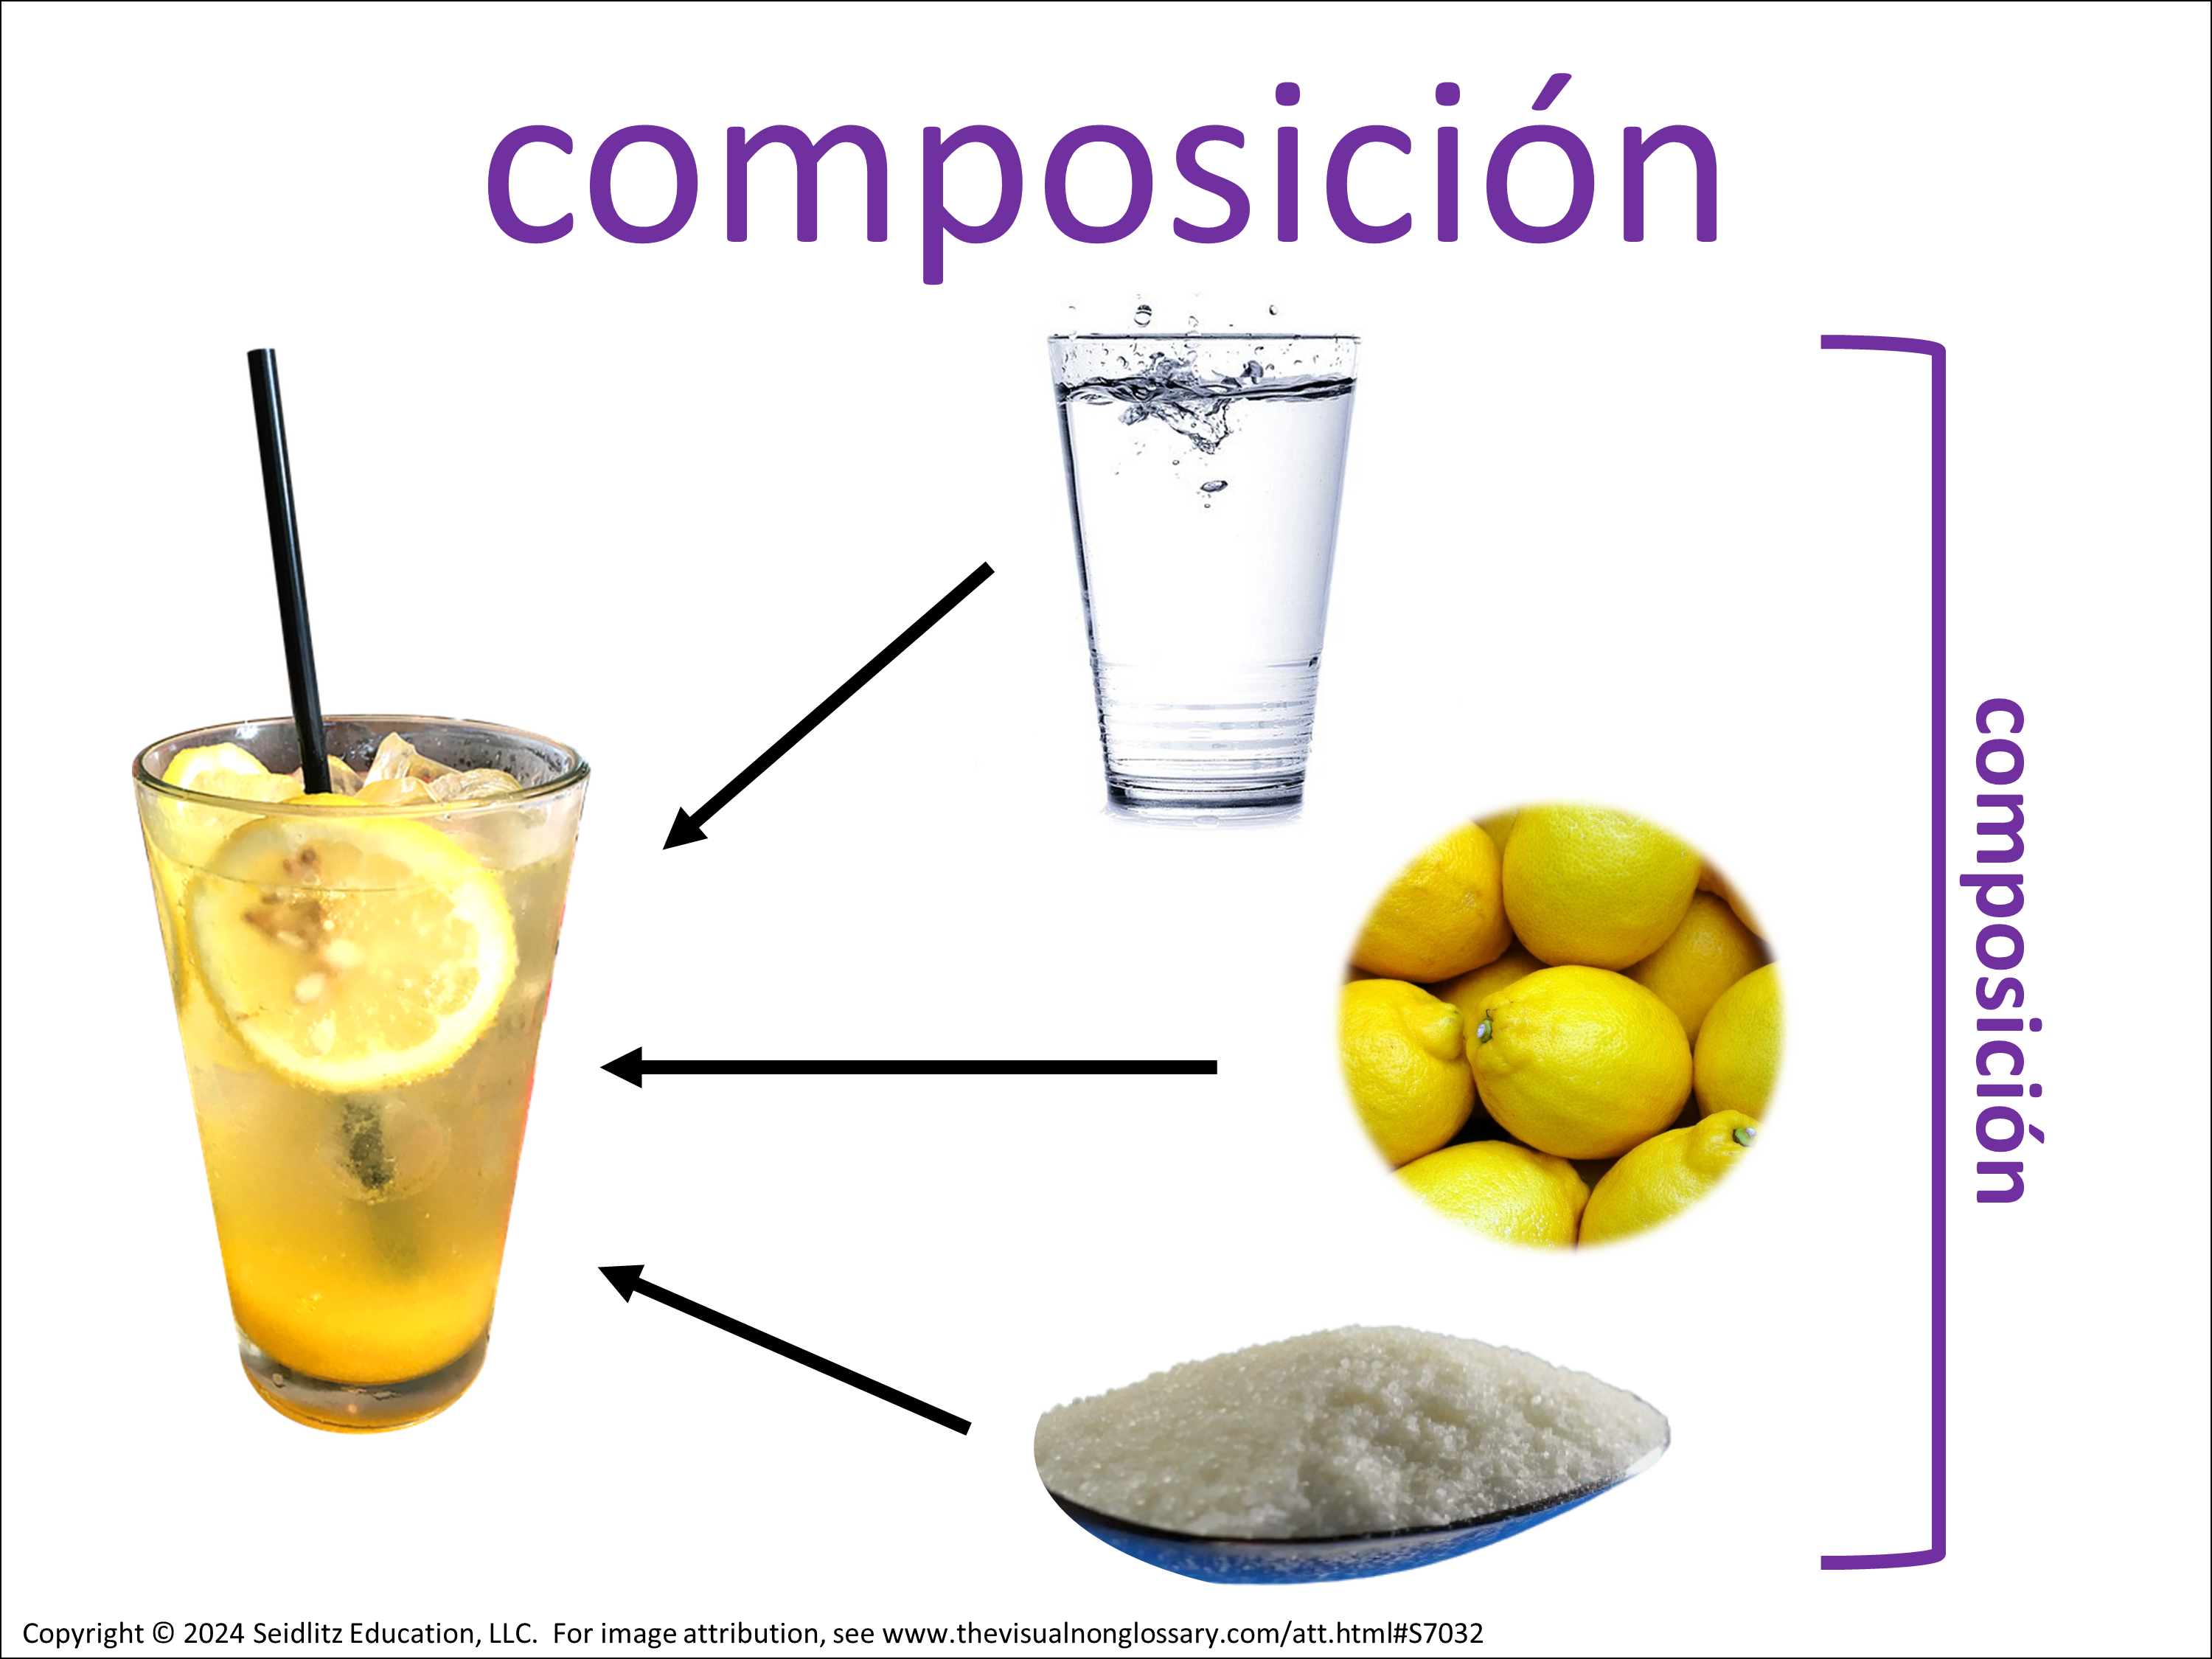 composición
composición
Copyright © 2024 Seidlitz Education, LLC.  For image attribution, see www.thevisualnonglossary.com/att.html#S7032